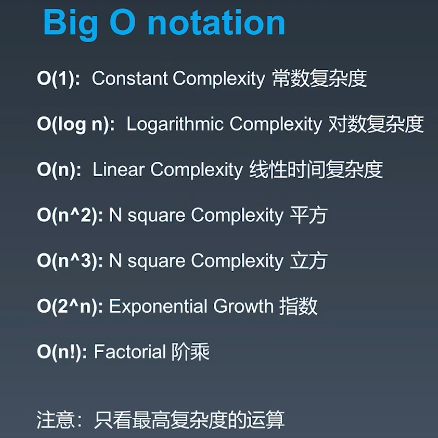 Big O notation
O(1): Constant Complexity 常数复杂度
O(log n): Logarithmic Complexity 对数复杂度
O(n): Linear Complexity 线性时间复杂度
O(n^2): N square Complexity 平方
O(n^3): N square Complexity 立方
O(2^n): Exponential Growth 指数
O(n!): Factorial 阶乘
注意：只看最高复杂度的运算